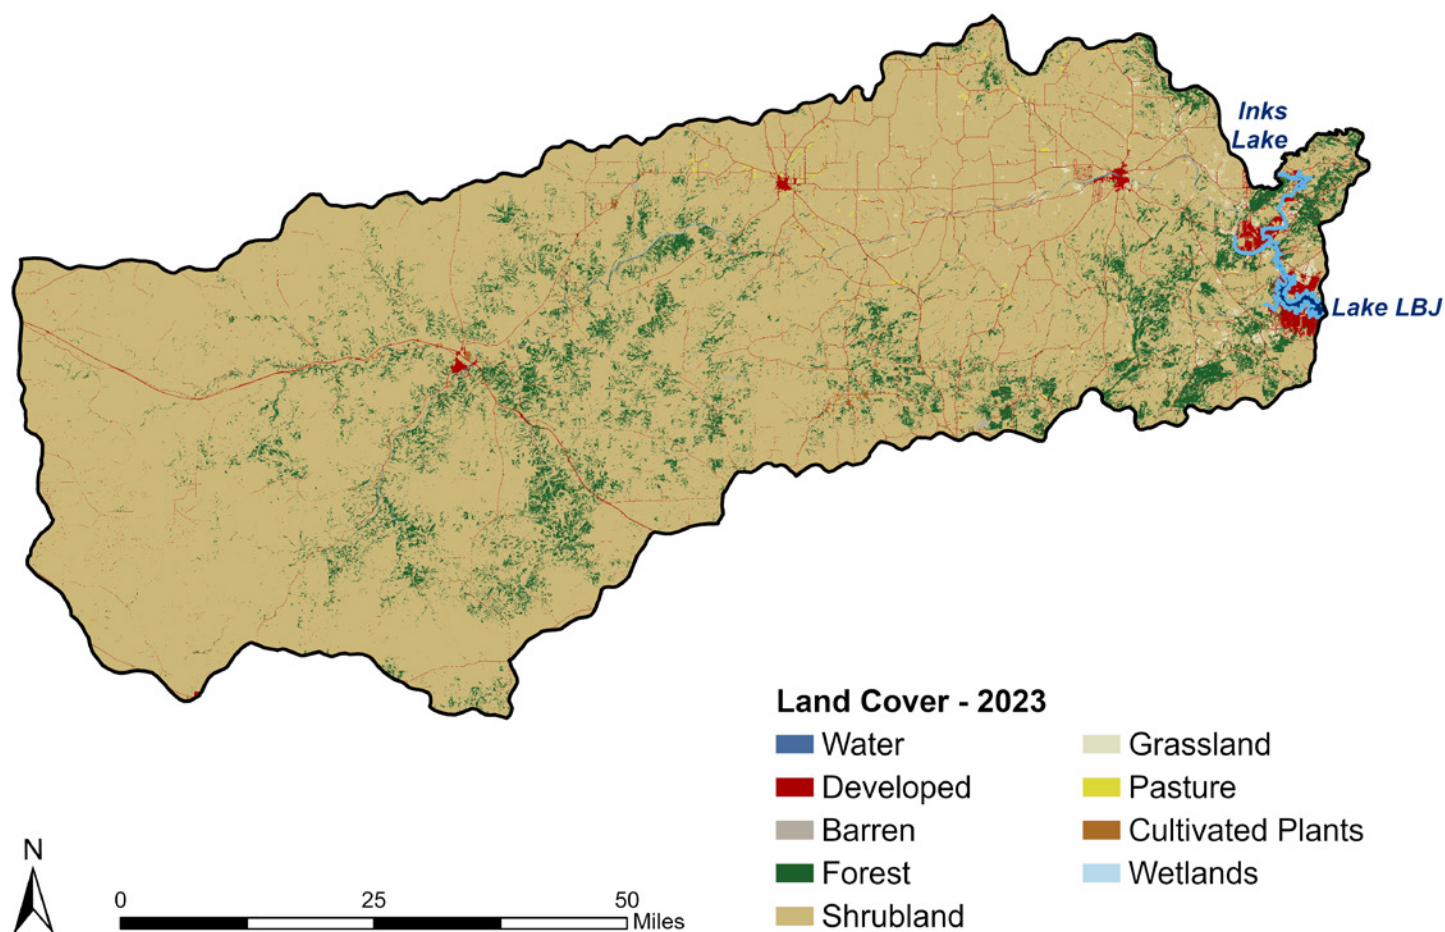 Inks
Lake
Lake LBJ
Land Cover - 2023
Water
Developed
Barren
Forest
Shrubland
Grassland
Pasture
Cultivated Plants
Wetlands
N
0 25 50
Miles